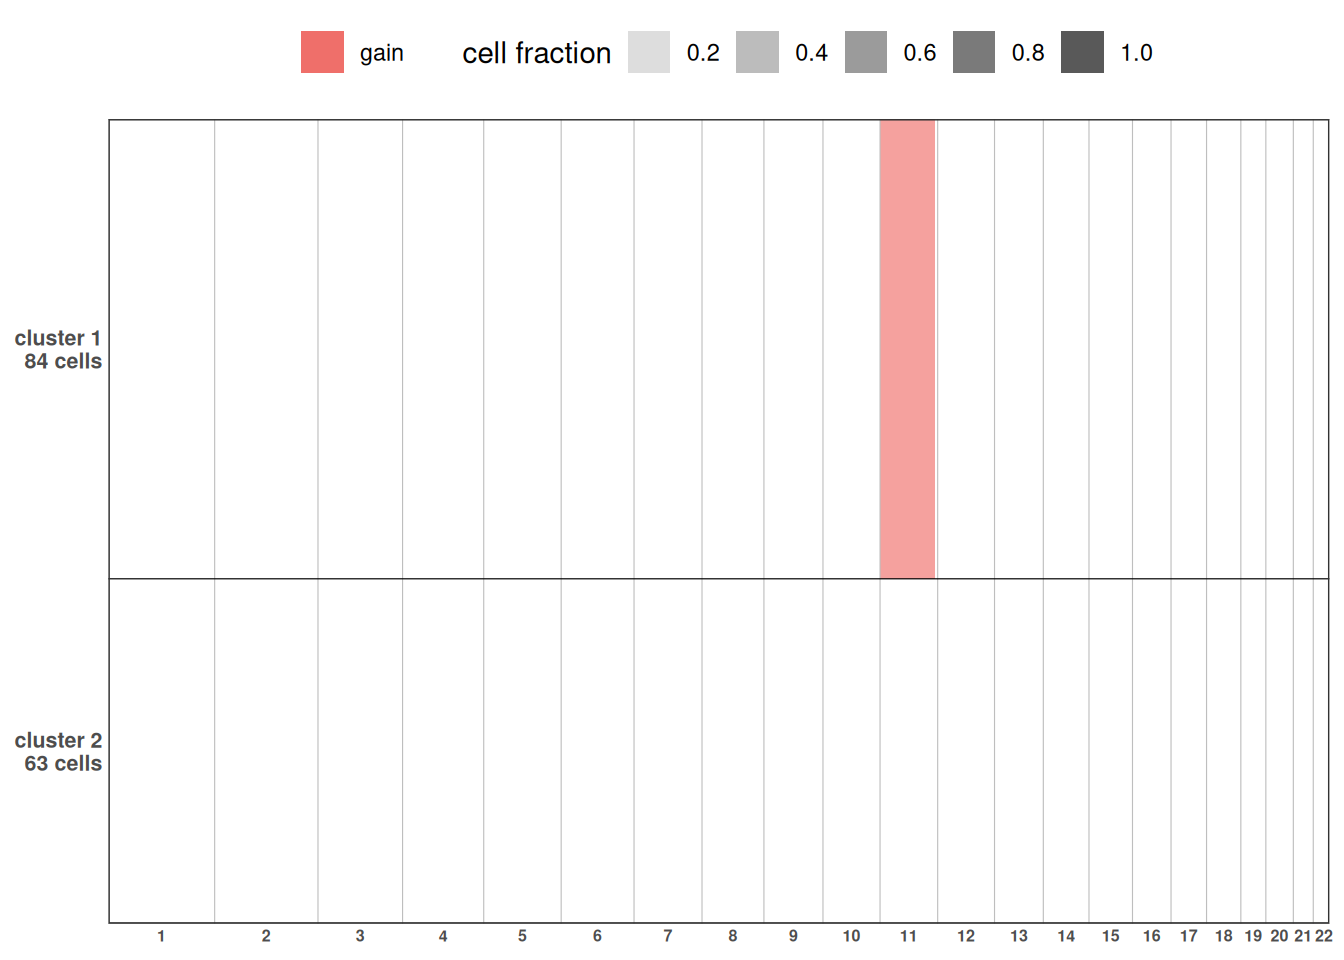 gain cell fraction 0.2 0.4 0.6 0.8 1.0
cluster 1
84 cells
cluster 2
63 cells
1 2 3 4 5 6 7 8 9 10 11 12 13 14 15 16 17 18 19 20 21 22